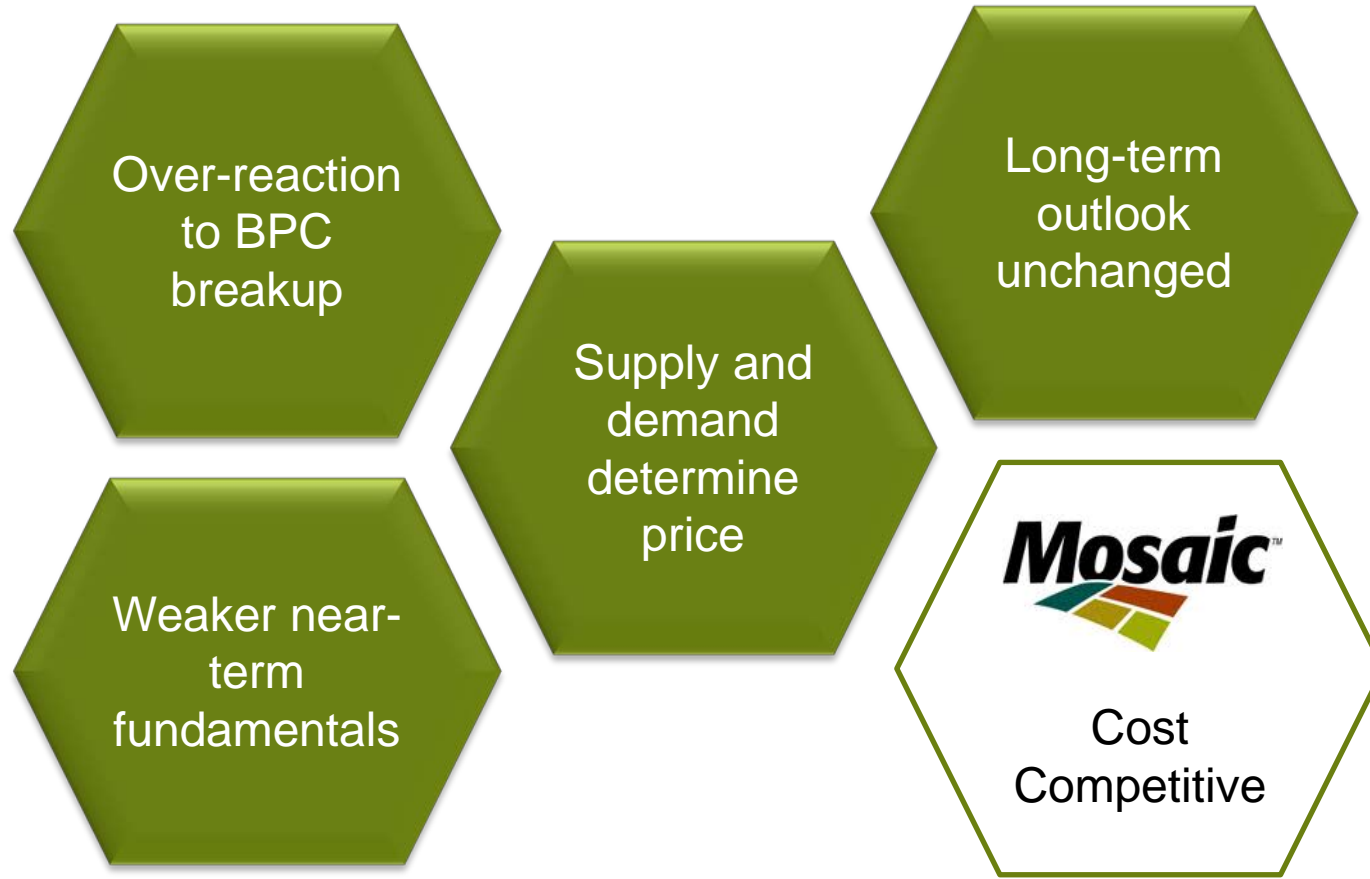 Over-reaction
to BPC
breakup
Weaker near-
term
fundamentals
Supply and
demand
determine
price
Long-term
outlook
unchanged
Mosaic™
Cost
Competitive